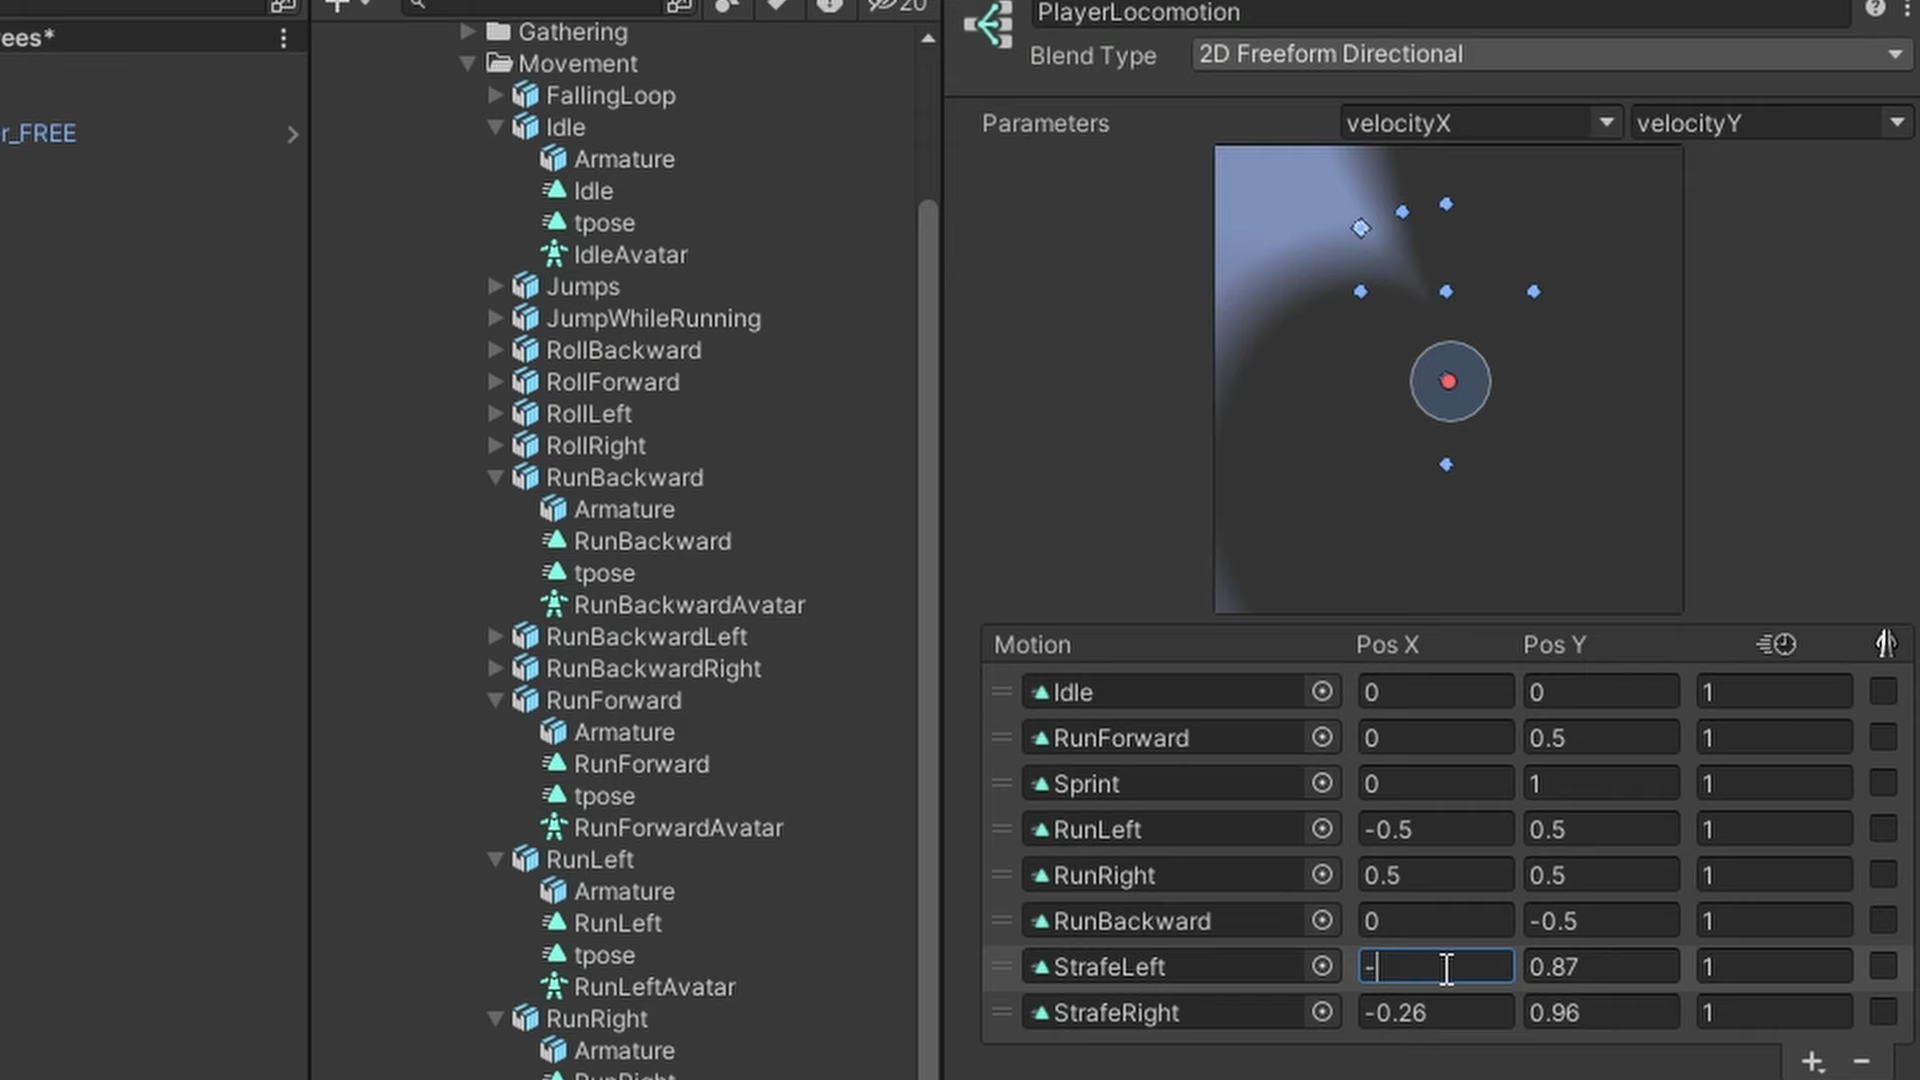 ees*
r_FREE
20
Gathering
Movement
FallingLoop
Idle
Armature
Idle
tpose
IdleAvatar
Jumps
JumpWhileRunning
RollBackward
RollForward
RollLeft
RollRight
RunBackward
Armature
RunBackward
tpose
RunBackwardAvatar
RunBackwardLeft
RunBackwardRight
RunForward
Armature
RunForward
tpose
RunForwardAvatar
RunLeft
Armature
RunLeft
tpose
RunLeftAvatar
RunRight
Armature
RunRight
PlayerLocomotion
Blend Type 2D Freeform Directional
Parameters velocityX velocityY
Motion Pos X Pos Y
Idle 0 0 1
RunForward 0 0.5 1
Sprint 0 1 1
RunLeft -0.5 0.5 1
RunRight 0.5 0.5 1
RunBackward 0 -0.5 1
StrafeLeft - 0.87 1
StrafeRight -0.26 0.96 1